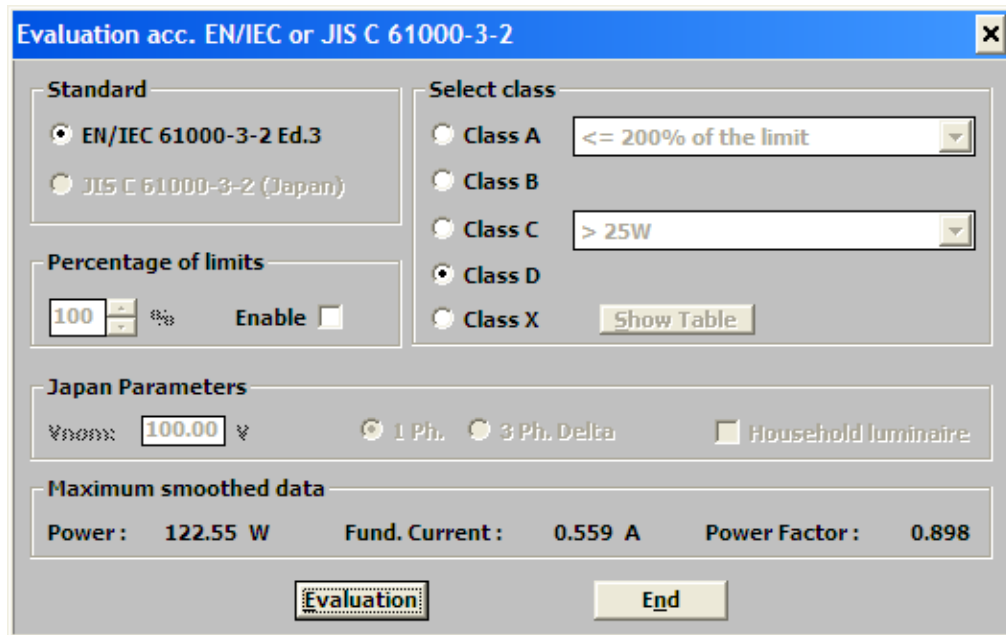 Evaluation acc. EN/IEC or JIS C 61000-3-2
Standard
EN/IEC 61000-3-2 Ed.3
JIS C 61000-3-2 (Japan)
Percentage of limits
100 % Enable
Select class
Class A <= 200% of the limit
Class B
Class C > 25W
Class D
Class X Show Table
Japan Parameters
Vnom: 100.00 V 1 Ph. 3 Ph. Delta Household luminaire
Maximum smoothed data
Power : 122.55 W Fund. Current : 0.559 A Power Factor : 0.898
Evaluation End